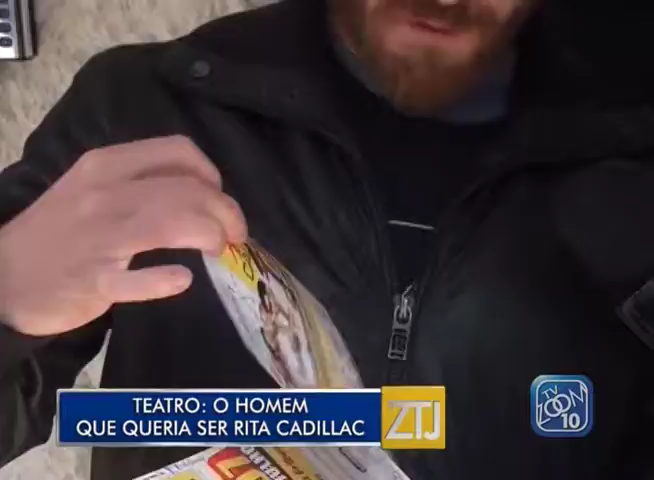 TEATRO: O HOMEM
QUE QUERIA SER RITA CADILLAC
ZTJ
TV
ZOOM
10